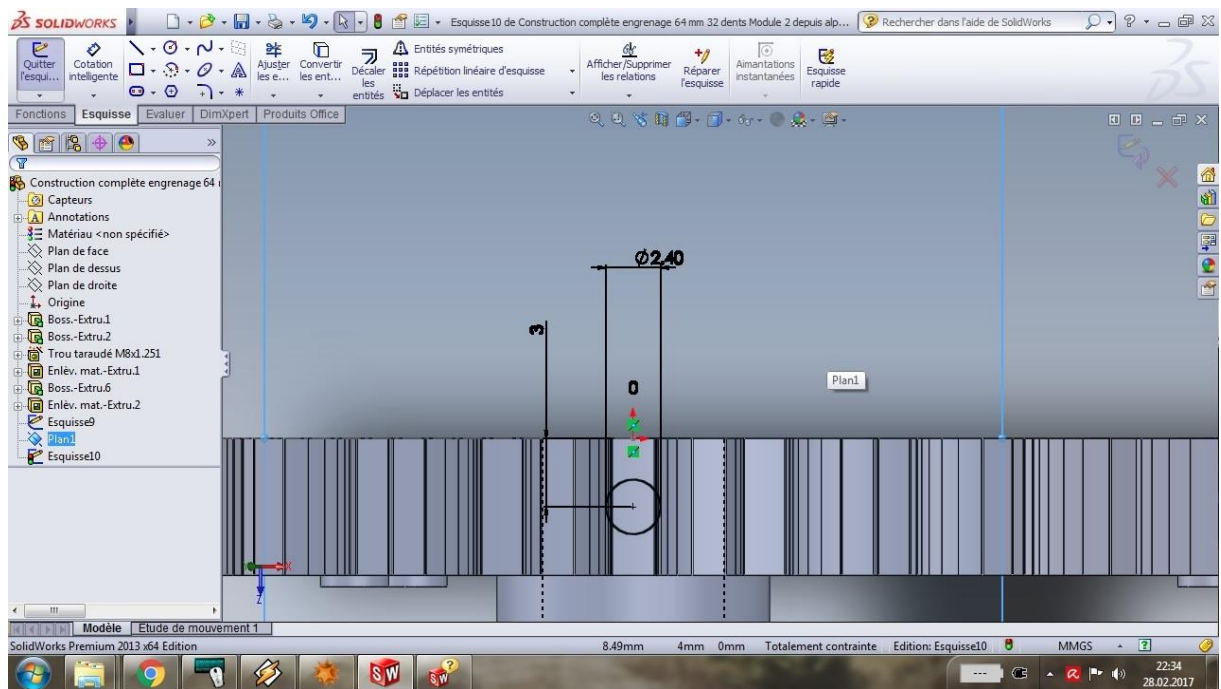 SOLIDWORKS
Esquisse10 de Construction complète engrenage 64 mm 32 dents Module 2 depuis alp...
Rechercher dans l'aide de SolidWorks
Quitter l'esqui...
Cotation intelligente
Ajuster les e...
Convertir les ent...
Décaler les entités
Entités symétriques
Répétition linéaire d'esquisse
Déplacer les entités
Afficher/Supprimer les relations
Réparer l'esquisse
Aimantations instantanées
Esquisse rapide
Fonctions Esquisse Evaluer DimXpert Produits Office
Construction complète engrenage 64
Capteurs
Annotations
Matériau <non spécifié>
Plan de face
Plan de dessus
Plan de droite
Origine
Boss.-Extru.1
Boss.-Extru.2
Trou taraudé M8x1.251
Enlèv. mat.-Extru.1
Boss.-Extru.6
Enlèv. mat.-Extru.2
Esquisse9
Plan1
Esquisse10
Ø2,40
3
0
Plan1
X
Z
Modèle Etude de mouvement 1
SolidWorks Premium 2013 x64 Edition 8.49mm 4mm 0mm Totalement contrainte Edition: Esquisse10 MMGS
22:34
28.02.2017